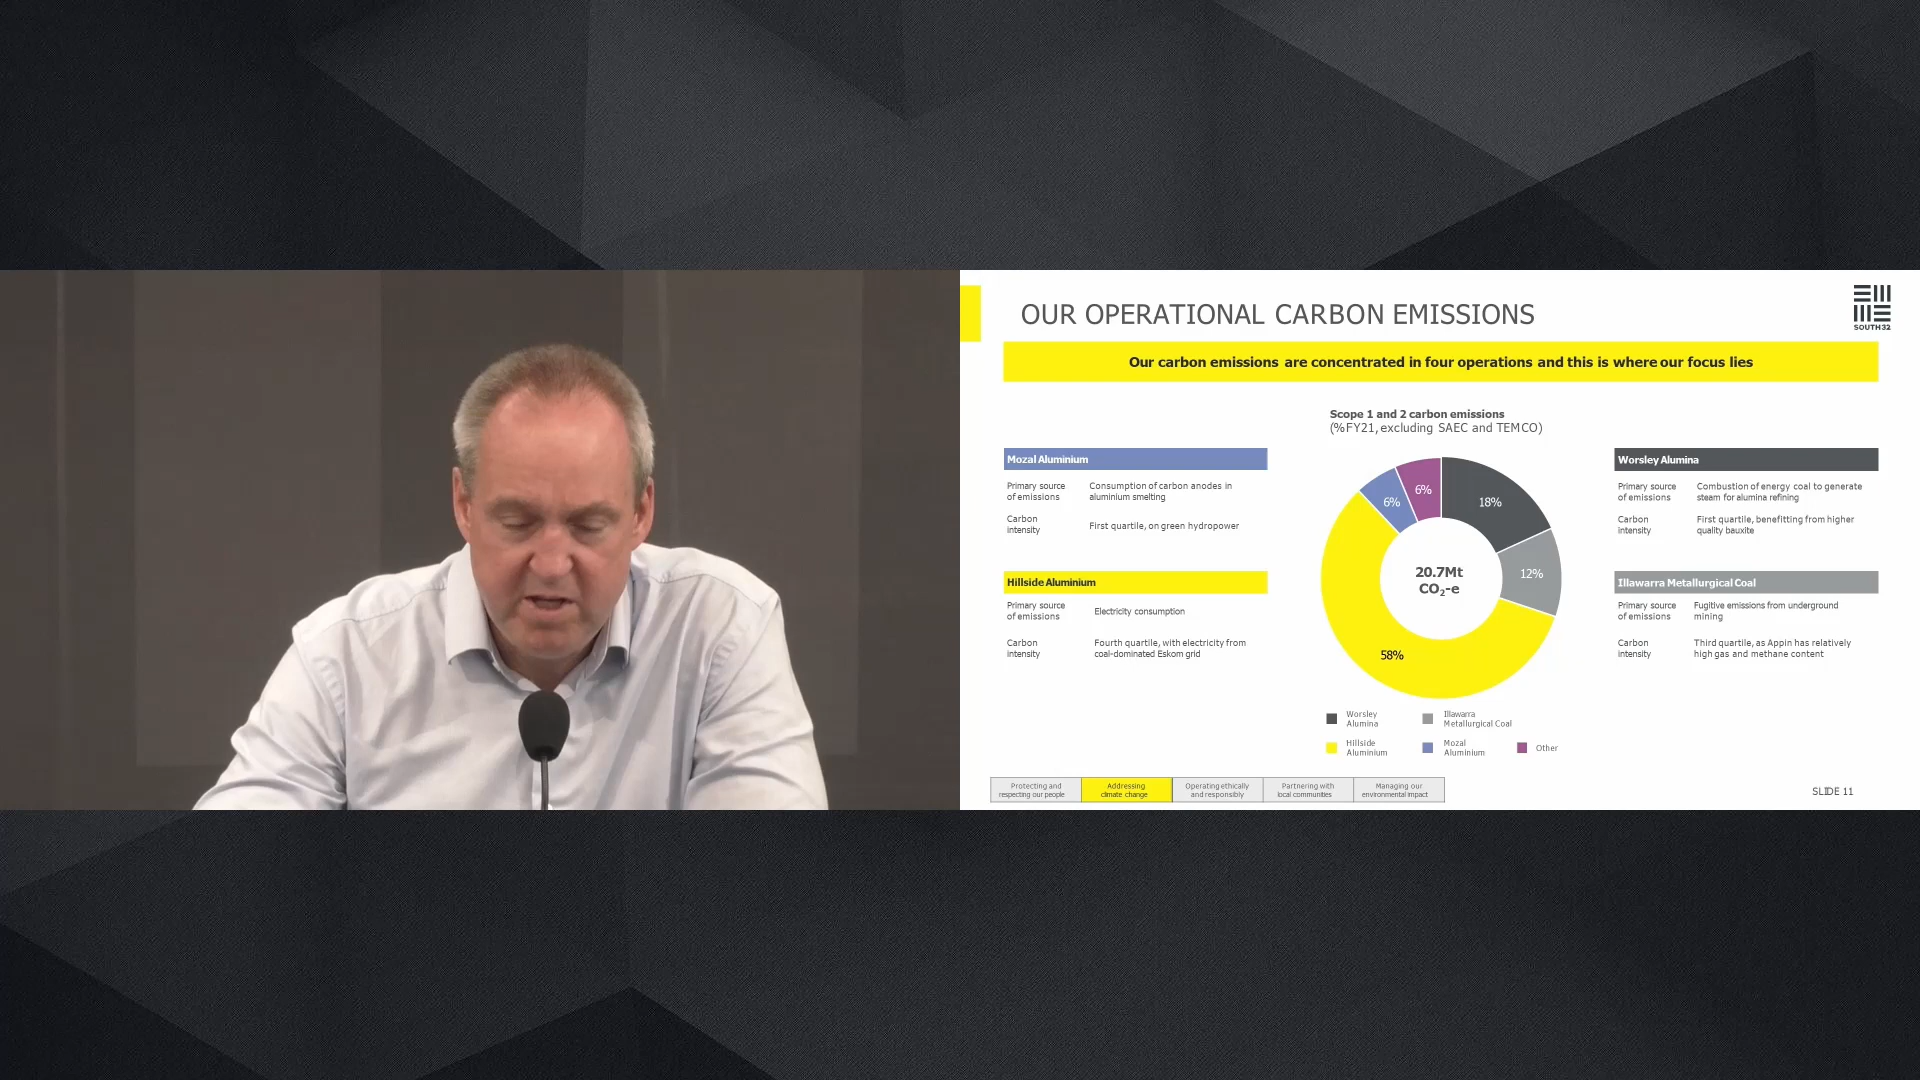 OUR OPERATIONAL CARBON EMISSIONS
SOUTH32
Our carbon emissions are concentrated in four operations and this is where our focus lies
Scope 1 and 2 carbon emissions
(%FY21, excluding SAEC and TEMCO)
Mozal Aluminium
Primary source
of emissions
Consumption of carbon anodes in
aluminium smelting
Carbon
intensity
First quartile, on green hydropower
Hillside Aluminium
Primary source
of emissions
Electricity consumption
Carbon
intensity
Fourth quartile, with electricity from
coal-dominated Eskom grid
6%
6%
18%
12%
58%
20.7Mt
CO₂-e
Worsley
Alumina
Illawarra
Metallurgical Coal
Hillside
Aluminium
Mozal
Aluminium
Other
Worsley Alumina
Primary source
of emissions
Combustion of energy coal to generate
steam for alumina refining
Carbon
intensity
First quartile, benefitting from higher
quality bauxite
Illawarra Metallurgical Coal
Primary source
of emissions
Fugitive emissions from underground
mining
Carbon
intensity
Third quartile, as Appin has relatively
high gas and methane content
Protecting and
respecting our people
Addressing
climate change
Operating ethically
and responsibly
Partnering with
local communities
Managing our
environmental impact
SLIDE 11